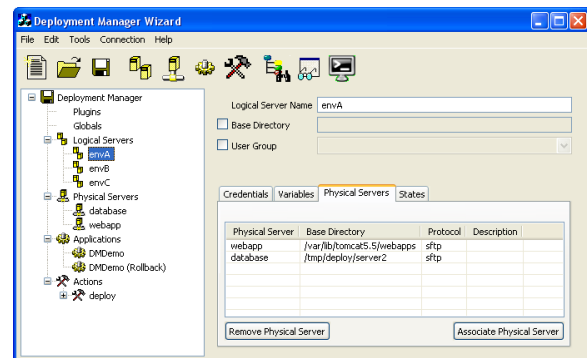 Deployment Manager Wizard
File Edit Tools Connection Help
Deployment Manager
Plugins
Globals
Logical Servers
envA
envB
envC
Physical Servers
database
webapp
Applications
DMDemo
DMDemo (Rollback)
Actions
deploy
Logical Server Name envA
Base Directory
User Group
Credentials Variables Physical Servers States
Physical Server Base Directory Protocol Description
webapp /var/lib/tomcat5.5/webapps sftp
database /tmp/deploy/server2 sftp
Remove Physical Server Associate Physical Server